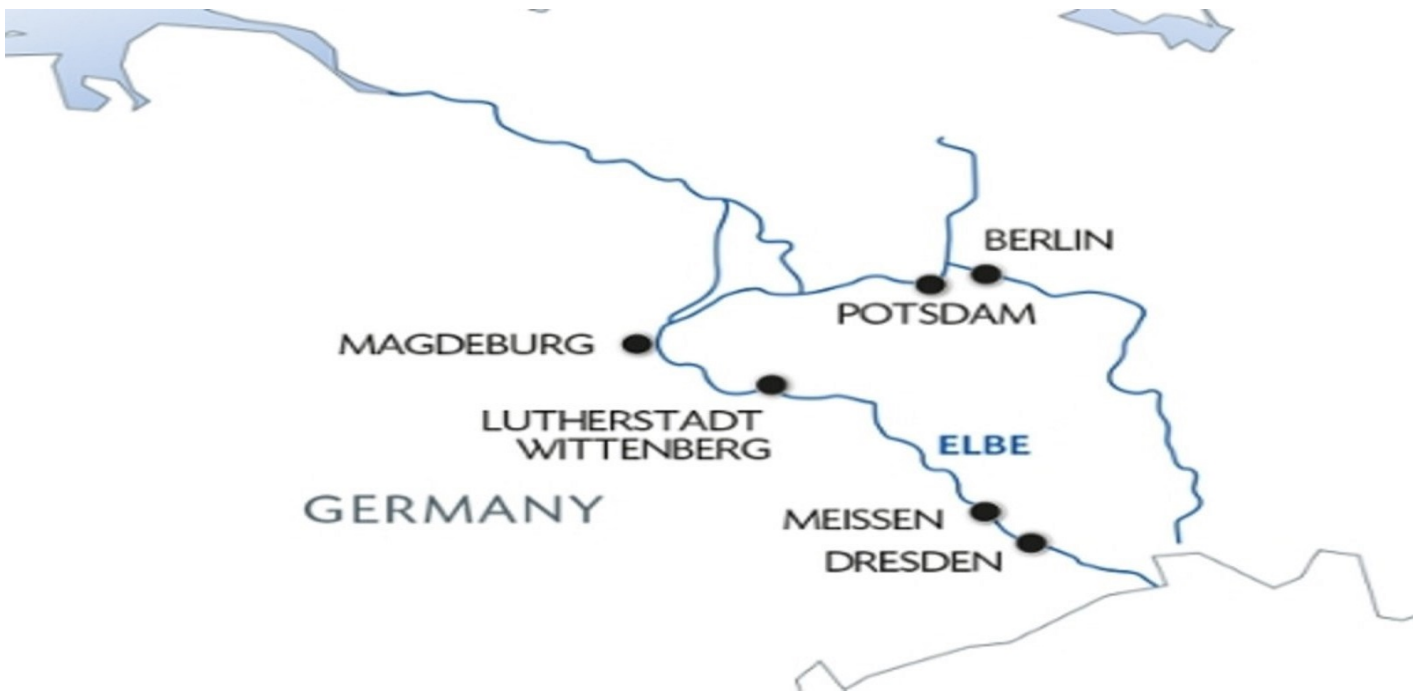 BERLIN
POTSDAM
MAGDEBURG
LUTHERSTADT
WITTENBERG
ELBE
GERMANY
MEISSEN
DRESDEN